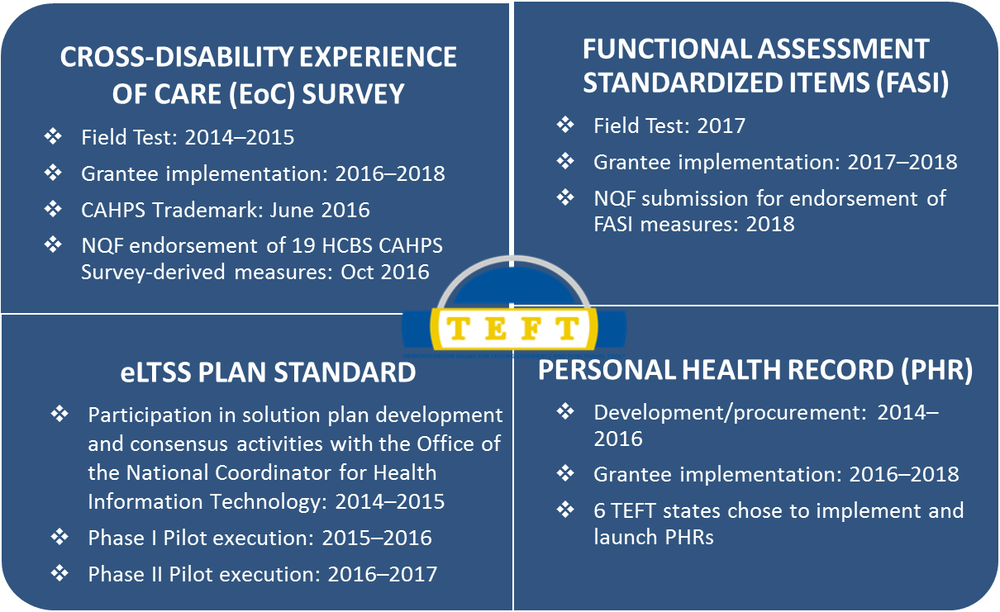 CROSS-DISABILITY EXPERIENCE
OF CARE (EoC) SURVEY
❖ Field Test: 2014–2015
❖ Grantee implementation: 2016–2018
❖ CAHPS Trademark: June 2016
❖ NQF endorsement of 19 HCBS CAHPS
Survey-derived measures: Oct 2016
FUNCTIONAL ASSESSMENT
STANDARDIZED ITEMS (FASI)
❖ Field Test: 2017
❖ Grantee implementation: 2017–2018
❖ NQF submission for endorsement of
FASI measures: 2018
TEFT
eLTSS PLAN STANDARD
❖ Participation in solution plan development
and consensus activities with the Office of
the National Coordinator for Health
Information Technology: 2014–2015
❖ Phase I Pilot execution: 2015–2016
❖ Phase II Pilot execution: 2016–2017
PERSONAL HEALTH RECORD (PHR)
❖ Development/procurement: 2014–
2016
❖ Grantee implementation: 2016–2018
❖ 6 TEFT states chose to implement and
launch PHRs